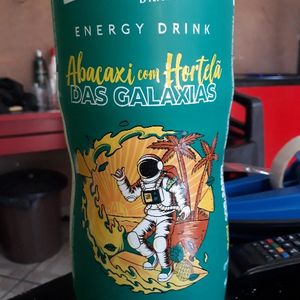 ENERGY DRINK
Abacaxi com Hortelã
DAS GALÁXIAS